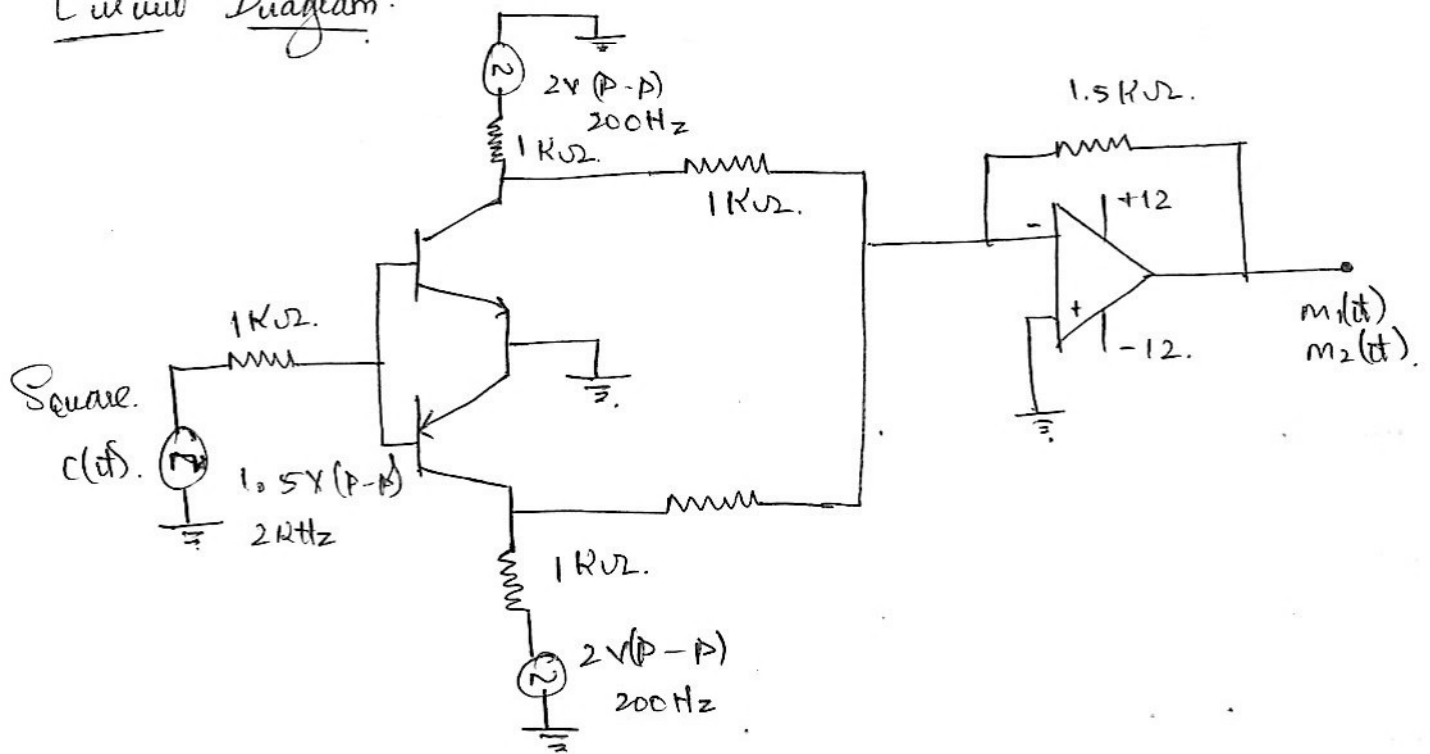 Circuit Diagram.
2V (P-P)
200Hz
1KΩ.
1KΩ.
1.5KΩ.
+12
-
+
-12.
m1(t)
m2(t).
1KΩ.
Square.
c(t).
1.5V(P-P)
2KHz
1KΩ.
2V(P-P)
200Hz